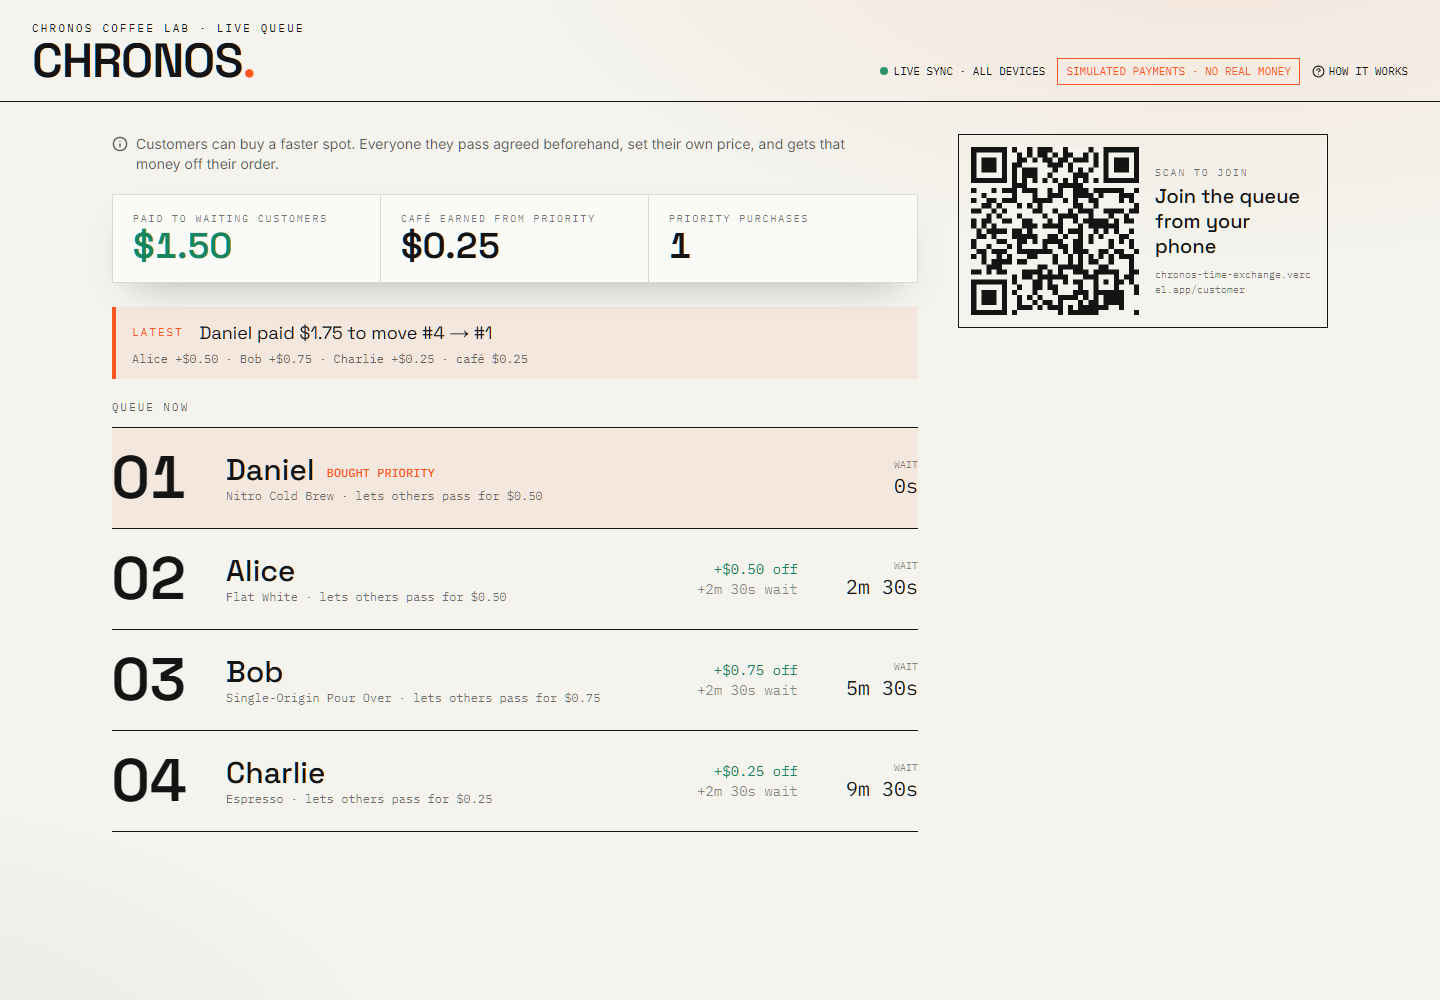 CHRONOS COFFEE LAB · LIVE QUEUE
CHRONOS.
LIVE SYNC · ALL DEVICES
SIMULATED PAYMENTS · NO REAL MONEY
HOW IT WORKS
Customers can buy a faster spot. Everyone they pass agreed beforehand, set their own price, and gets that
money off their order.
PAID TO WAITING CUSTOMERS
$1.50
CAFÉ EARNED FROM PRIORITY
$0.25
PRIORITY PURCHASES
1
LATEST Daniel paid $1.75 to move #4 → #1
Alice +$0.50 · Bob +$0.75 · Charlie +$0.25 · café $0.25
QUEUE NOW
01
Daniel BOUGHT PRIORITY
Nitro Cold Brew · lets others pass for $0.50
WAIT
0s
02
Alice
Flat White · lets others pass for $0.50
+$0.50 off
+2m 30s wait
WAIT
2m 30s
03
Bob
Single-Origin Pour Over · lets others pass for $0.75
+$0.75 off
+2m 30s wait
WAIT
5m 30s
04
Charlie
Espresso · lets others pass for $0.25
+$0.25 off
+2m 30s wait
WAIT
9m 30s
SCAN TO JOIN
Join the queue
from your
phone
chronos-time-exchange.verc
el.app/customer